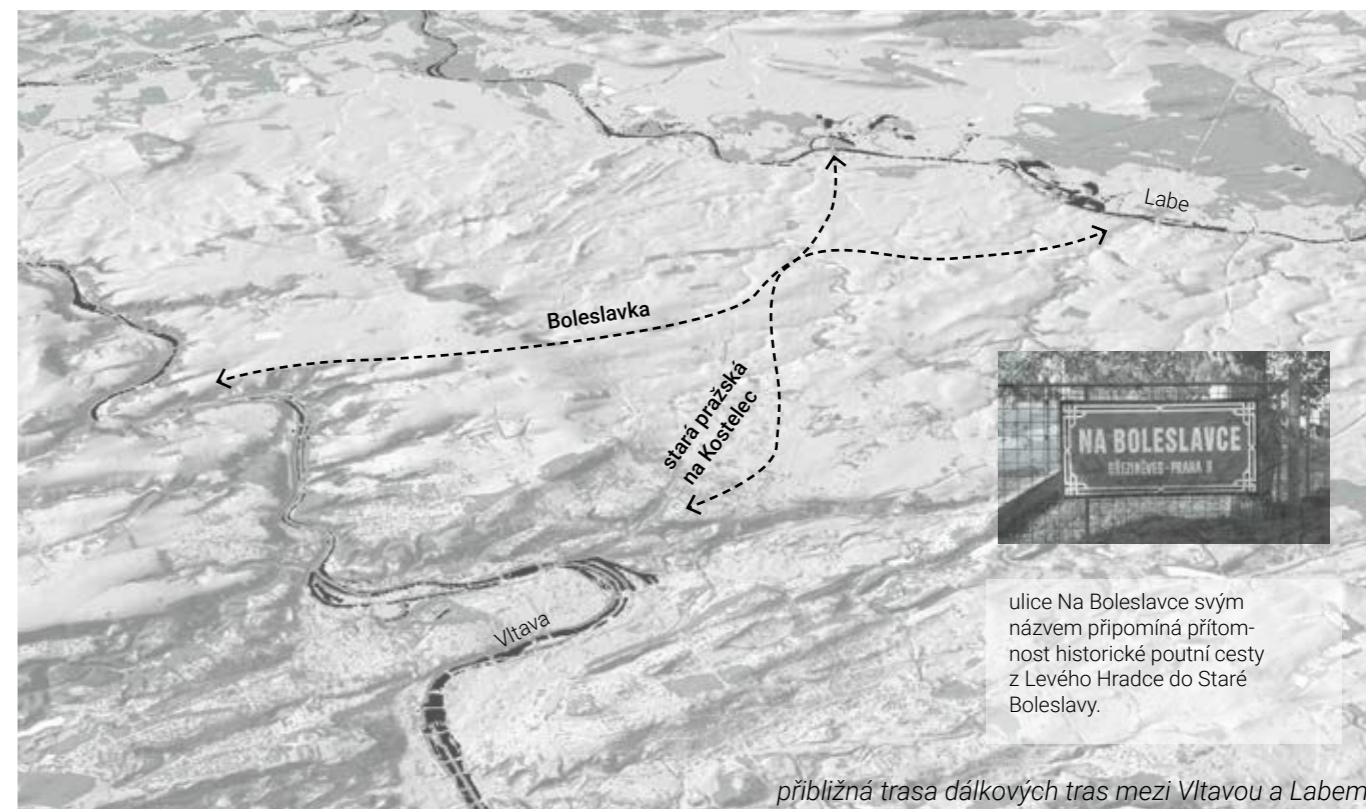 Labe
Boleslavka
stará pražská
na Kostelec
NA BOLESLAVCE
BŘEZINĚVES-PRAHA 8
Vltava
ulice Na Boleslavce svým
názvem připomíná přítom-
nost historické poutní cesty
z Levého Hradce do Staré
Boleslavy.
přibližná trasa dálkových tras mezi Vltavou a Labem